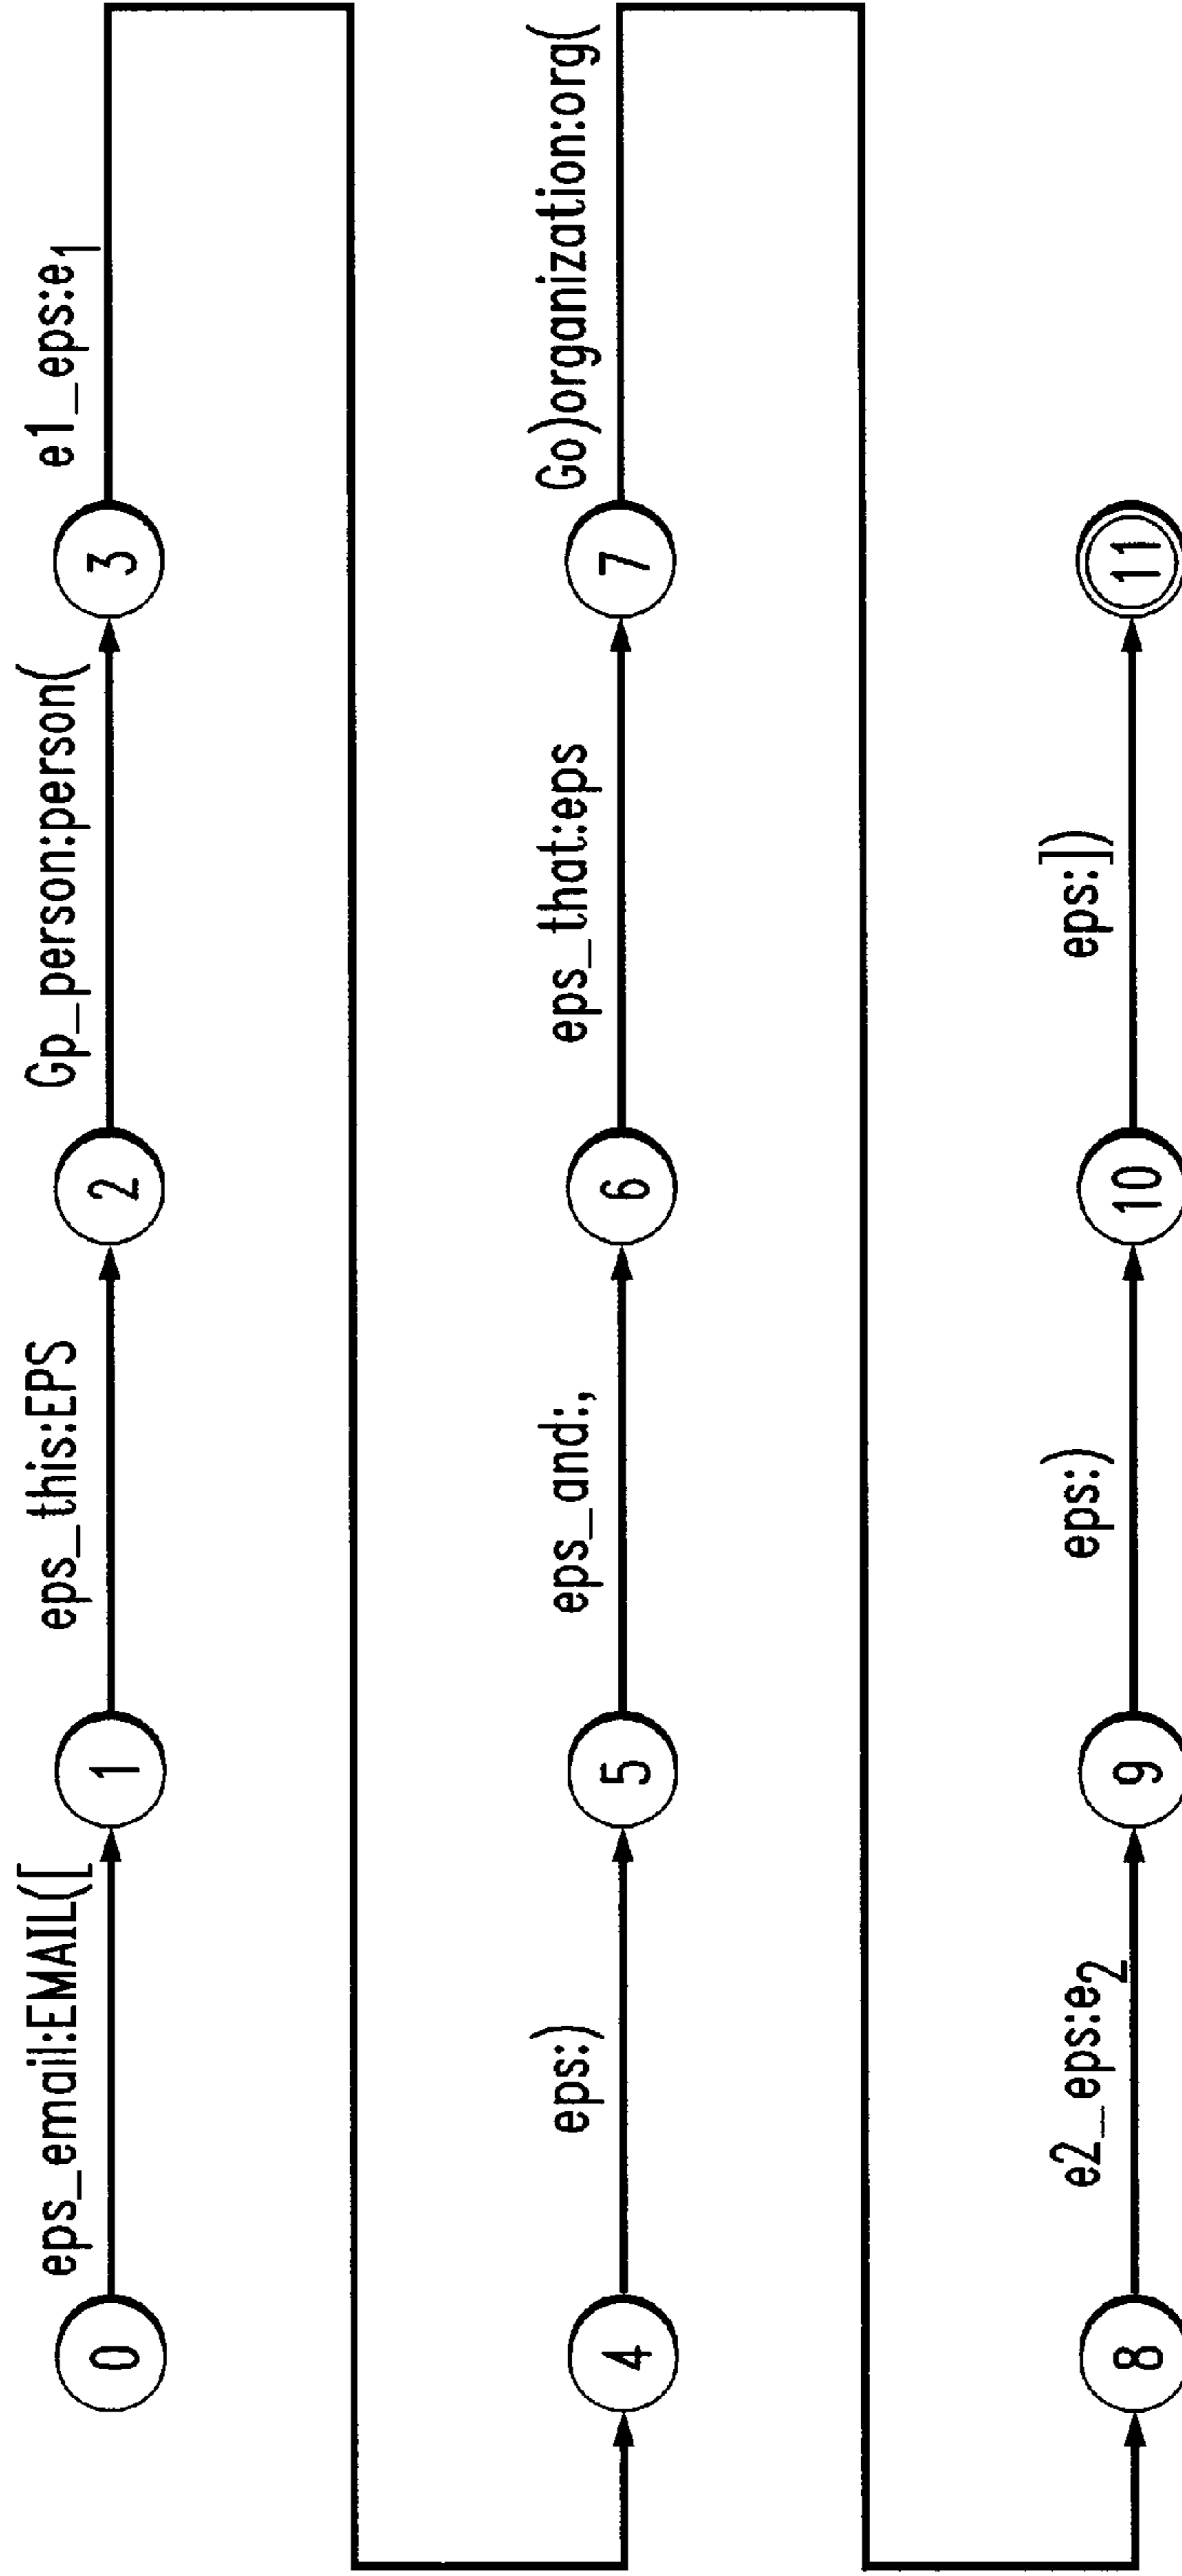 eps_email:EMAIL([
eps_this:EPS
Gp_person:person(
e1_eps:e1
0
1
2
3
eps:)
eps_and:,
eps_that:eps
Go)organization:org(
4
5
6
7
e2_eps:e2
eps:)
eps:])
8
9
10
11